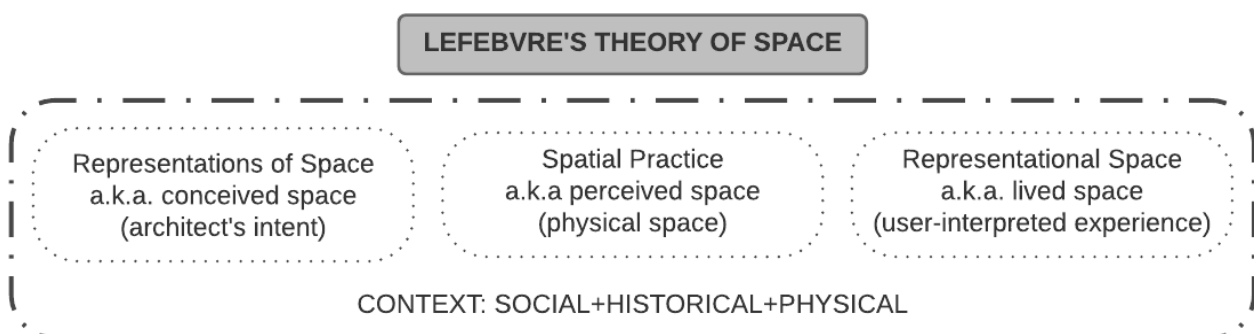 LEFEBVRE'S THEORY OF SPACE
Representations of Space
a.k.a. conceived space
(architect's intent)
Spatial Practice
a.k.a perceived space
(physical space)
Representational Space
a.k.a. lived space
(user-interpreted experience)
CONTEXT: SOCIAL+HISTORICAL+PHYSICAL